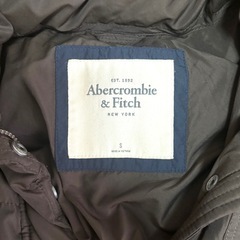 EST. 1892
Abercrombie
& Fitch
NEW YORK
S